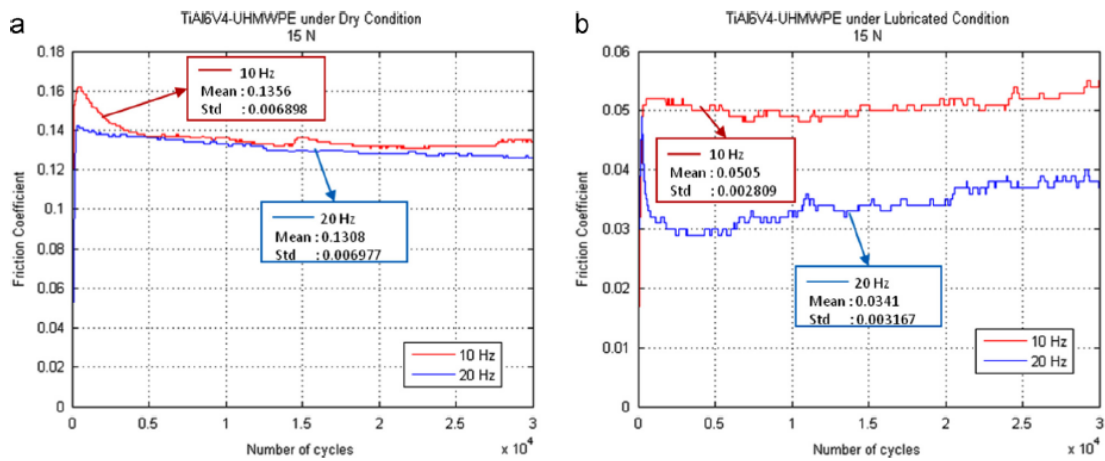 a
TiAl6V4-UHMWPE under Dry Condition
15 N
0.18
0.16
0.14
0.12
0.1
0.08
0.06
0.04
0.02
0
Friction Coefficient
10 Hz
Mean : 0.1356
Std : 0.006898
20 Hz
Mean : 0.1308
Std : 0.006977
10 Hz
20 Hz
0 0.5 1 1.5 2 2.5 3
Number of cycles
x 10⁴
b
TiAl6V4-UHMWPE under Lubricated Condition
15 N
0.06
0.05
0.04
0.03
0.02
0.01
0
Friction Coefficient
10 Hz
Mean : 0.0505
Std : 0.002809
20 Hz
Mean : 0.0341
Std : 0.003167
10 Hz
20 Hz
0 0.5 1 1.5 2 2.5 3
Number of cycles
x 10⁴